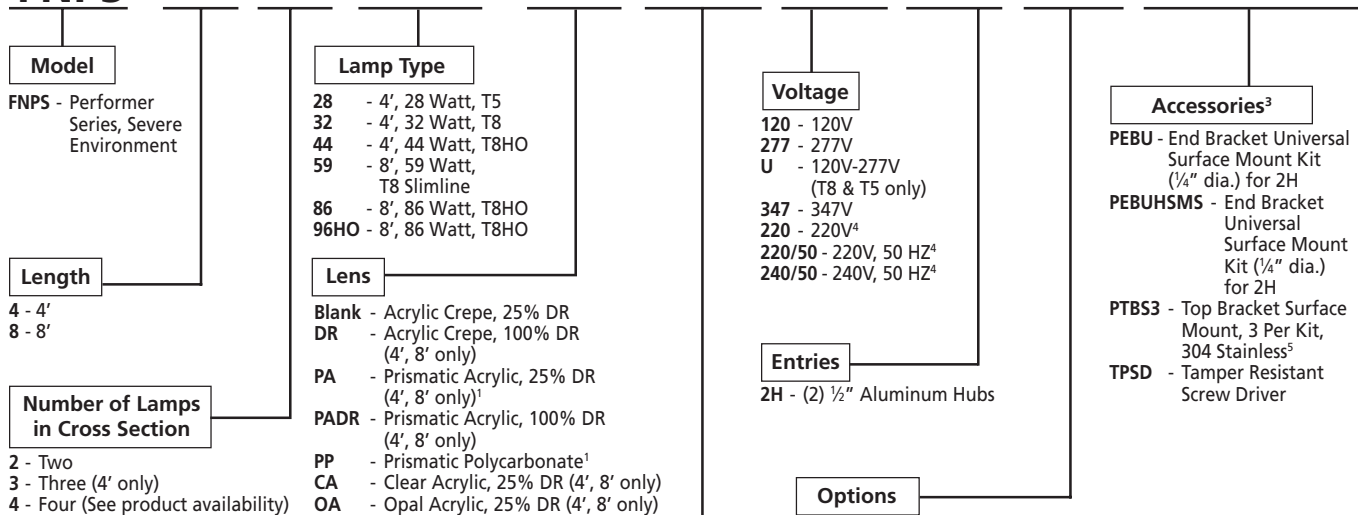 FNPS
Model
FNPS - Performer
Series, Severe
Environment
Length
4 - 4'
8 - 8'
Number of Lamps
in Cross Section
2 - Two
3 - Three (4' only)
4 - Four (See product availability)
Lamp Type
28 - 4', 28 Watt, T5
32 - 4', 32 Watt, T8
44 - 4', 44 Watt, T8HO
59 - 8', 59 Watt,
T8 Slimline
86 - 8', 86 Watt, T8HO
96HO - 8', 86 Watt, T8HO
Lens
Blank - Acrylic Crepe, 25% DR
DR - Acrylic Crepe, 100% DR
(4', 8' only)
PA - Prismatic Acrylic, 25% DR
(4', 8' only)¹
PADR - Prismatic Acrylic, 100% DR
(4', 8' only)
PP - Prismatic Polycarbonate¹
CA - Clear Acrylic, 25% DR (4', 8' only)
OA - Opal Acrylic, 25% DR (4', 8' only)
Voltage
120 - 120V
277 - 277V
U - 120V-277V
(T8 & T5 only)
347 - 347V
220 - 220V⁴
220/50 - 220V, 50 HZ⁴
240/50 - 240V, 50 HZ⁴
Entries
2H - (2) ½" Aluminum Hubs
Options
Accessories³
PEBU - End Bracket Universal
Surface Mount Kit
(¼" dia.) for 2H
PEBUHSMS - End Bracket
Universal
Surface Mount
Kit (¼" dia.)
for 2H
PTBS3 - Top Bracket Surface
Mount, 3 Per Kit,
304 Stainless⁵
TPSD - Tamper Resistant
Screw Driver